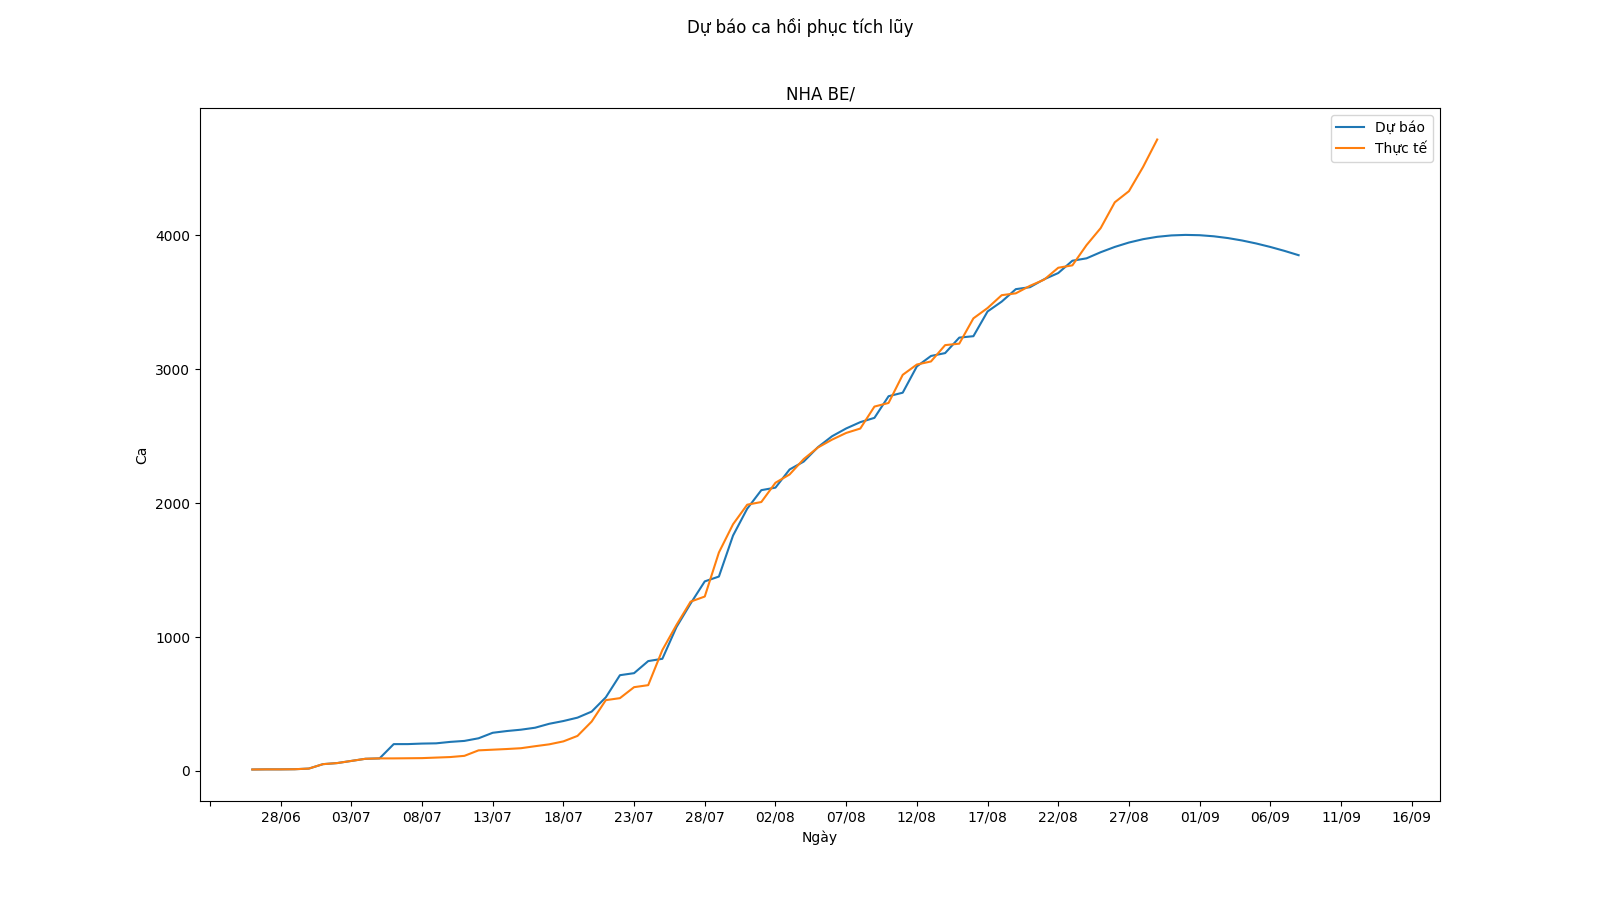 Dự báo ca hồi phục tích lũy
NHA BE/
Dự báo
Thực tế
4000
3000
2000
1000
0
Ca
28/06 03/07 08/07 13/07 18/07 23/07 28/07 02/08 07/08 12/08 17/08 22/08 27/08 01/09 06/09 11/09 16/09
Ngày